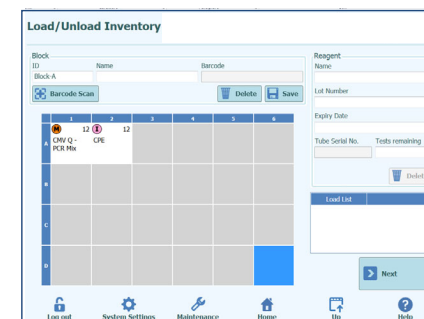 Load/Unload Inventory
Block
ID Name Barcode
Block-A
Barcode Scan Delete Save
1 2 3 4 5 6
A M 12 I 12
CMV Q - CPE
PCR Mix
B
C
D
Reagent
Name
Lot Number
Expiry Date
Tube Serial No. Tests remaining
Delet
Load List
Next
Log out System Settings Maintenance Home Up Help